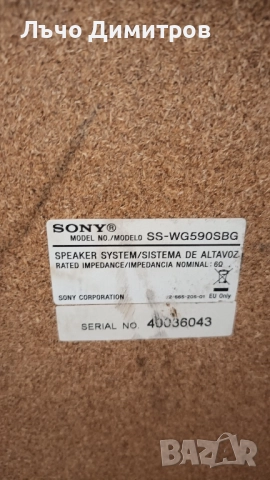 Лъчо Димитров
SONY®
MODEL NO./MODELO SS-WG590SBG
SPEAKER SYSTEM/SISTEMA DE ALTAVOZ
RATED IMPEDANCE/IMPEDANCIA NOMINAL: 6Ω
SONY CORPORATION
EU Only
SERIAL NO. 40036043
BAZAR